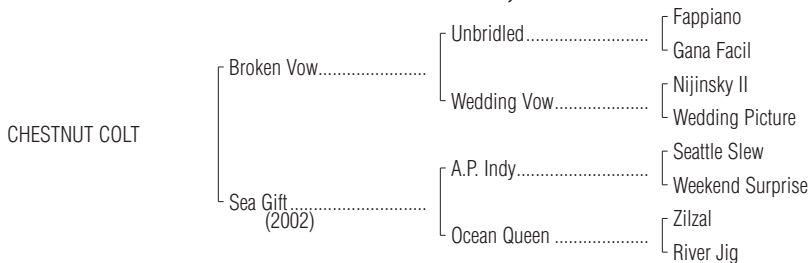 Fappiano
Unbridled..........................
Gana Facil
Broken Vow.......................
Nijinsky II
Wedding Vow....................
Wedding Picture
CHESTNUT COLT
Seattle Slew
A.P. Indy............................
Weekend Surprise
Sea Gift.............................
(2002)
Zilzal
Ocean Queen ....................
River Jig